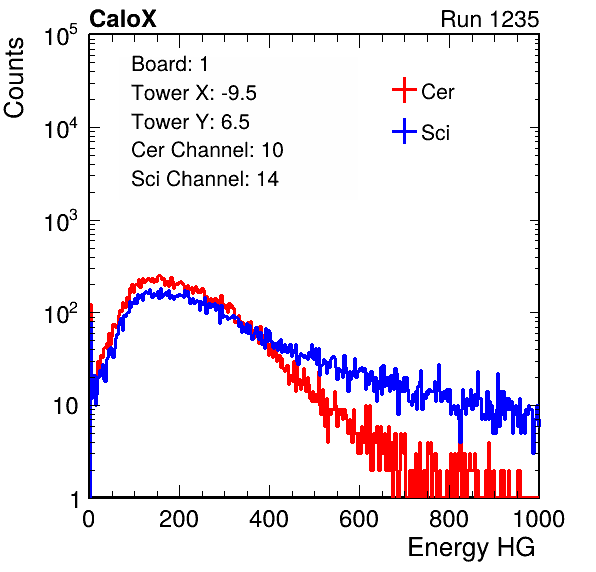 CaloX Run 1235
Counts
10^5
10^4
10^3
10^2
10
1
Board: 1
Tower X: -9.5
Tower Y: 6.5
Cer Channel: 10
Sci Channel: 14
Cer
Sci
0 200 400 600 800 1000
Energy HG